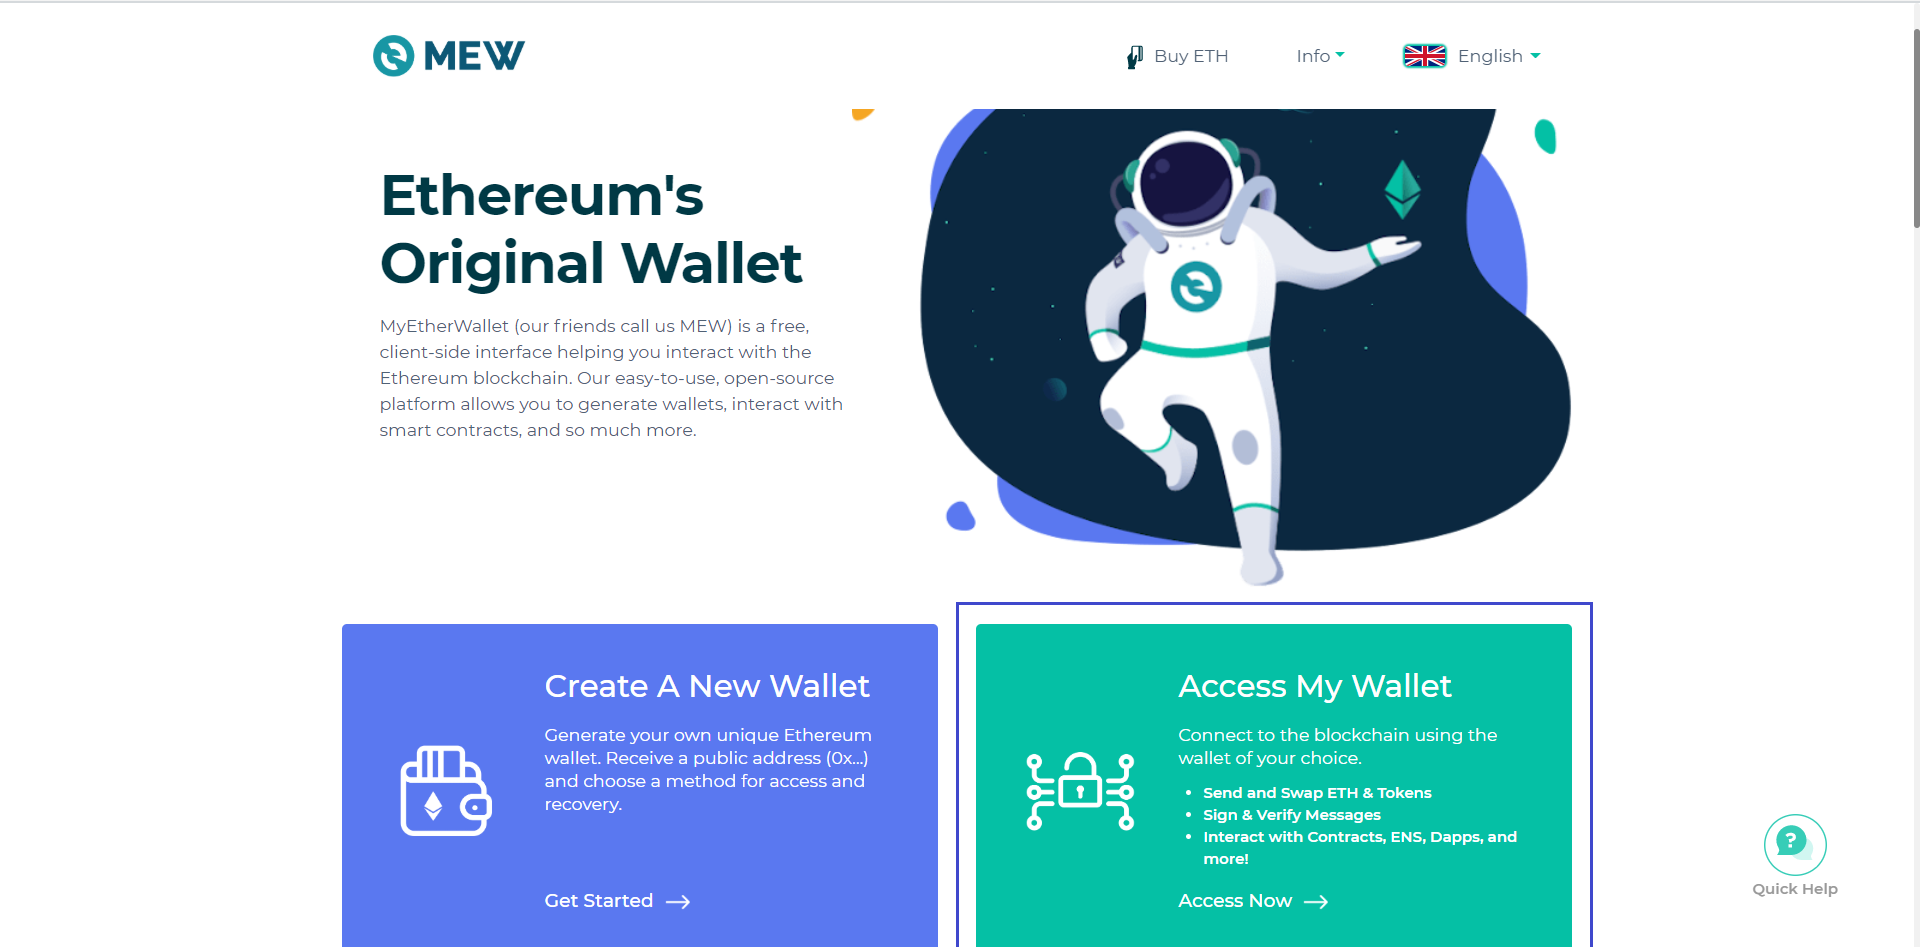 MEW
Buy ETH
Info
English
Ethereum's
Original Wallet
MyEtherWallet (our friends call us MEW) is a free,
client-side interface helping you interact with the
Ethereum blockchain. Our easy-to-use, open-source
platform allows you to generate wallets, interact with
smart contracts, and so much more.
Create A New Wallet
Generate your own unique Ethereum
wallet. Receive a public address (0x...)
and choose a method for access and
recovery.
Get Started
Access My Wallet
Connect to the blockchain using the
wallet of your choice.
• Send and Swap ETH & Tokens
• Sign & Verify Messages
• Interact with Contracts, ENS, Dapps, and
more!
Access Now
?
Quick Help